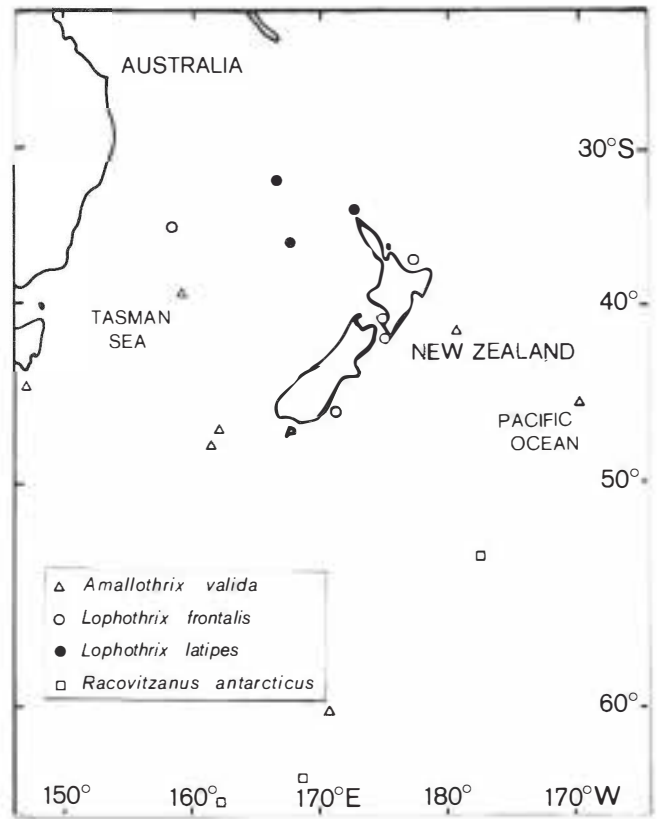 AUSTRALIA
30°S
40°
TASMAN
SEA
NEW ZEALAND
PACIFIC
OCEAN
50°
Amallothrix valida
Lophothrix frontalis
Lophothrix latipes
Racovitzanus antarcticus
60°
150° 160° 170°E 180° 170°W